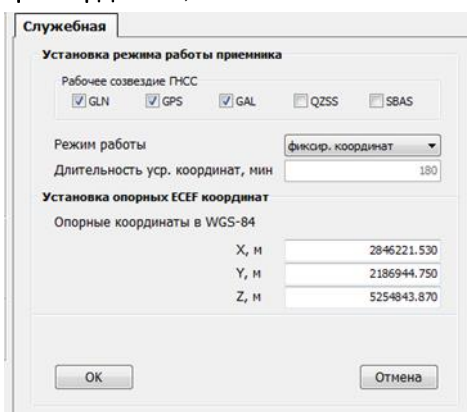 Служебная
Установка режима работы приемника
Рабочее созвездие ГНСС
GLN GPS GAL QZSS SBAS
Режим работы фиксир. координат
Длительность уср. координат, мин 180
Установка опорных ECEF координат
Опорные координаты в WGS-84
X, м 2846221.530
Y, м 2186944.750
Z, м 5254843.870
OK Отмена